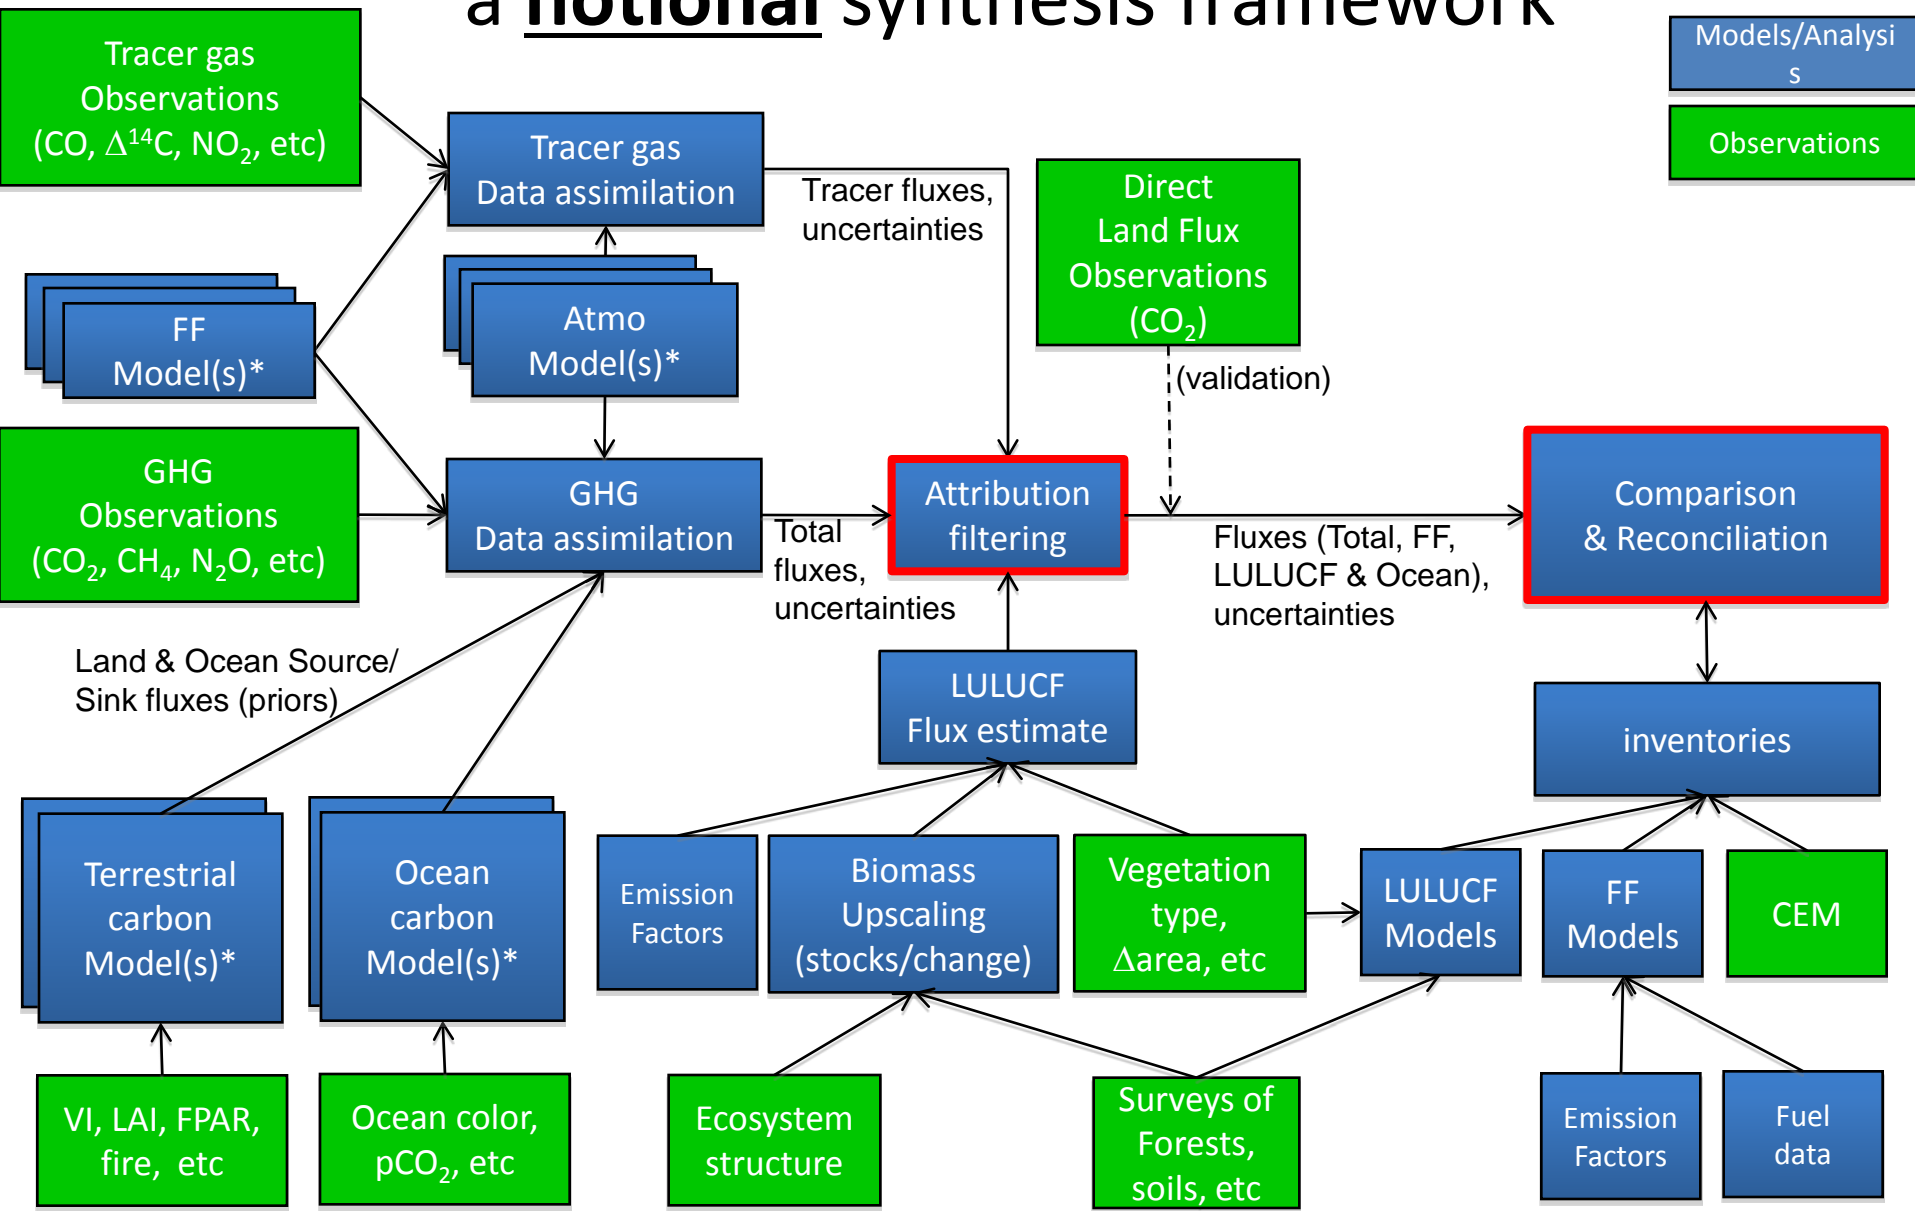 a notional synthesis framework
Models/Analysi
s
Observations
Tracer gas
Observations
(CO, Δ¹⁴C, NO₂, etc)
Tracer gas
Data assimilation
Tracer fluxes,
uncertainties
Direct
Land Flux
Observations
(CO₂)
(validation)
FF
Model(s)*
Atmo
Model(s)*
GHG
Observations
(CO₂, CH₄, N₂O, etc)
GHG
Data assimilation
Total
fluxes,
uncertainties
Attribution
filtering
Fluxes (Total, FF,
LULUCF & Ocean),
uncertainties
Comparison
& Reconciliation
Land & Ocean Source/
Sink fluxes (priors)
LULUCF
Flux estimate
inventories
Terrestrial
carbon
Model(s)*
Ocean
carbon
Model(s)*
Emission
Factors
Biomass
Upscaling
(stocks/change)
Vegetation
type,
Δarea, etc
LULUCF
Models
FF
Models
CEM
VI, LAI, FPAR,
fire, etc
Ocean color,
pCO₂, etc
Ecosystem
structure
Surveys of
Forests,
soils, etc
Emission
Factors
Fuel
data